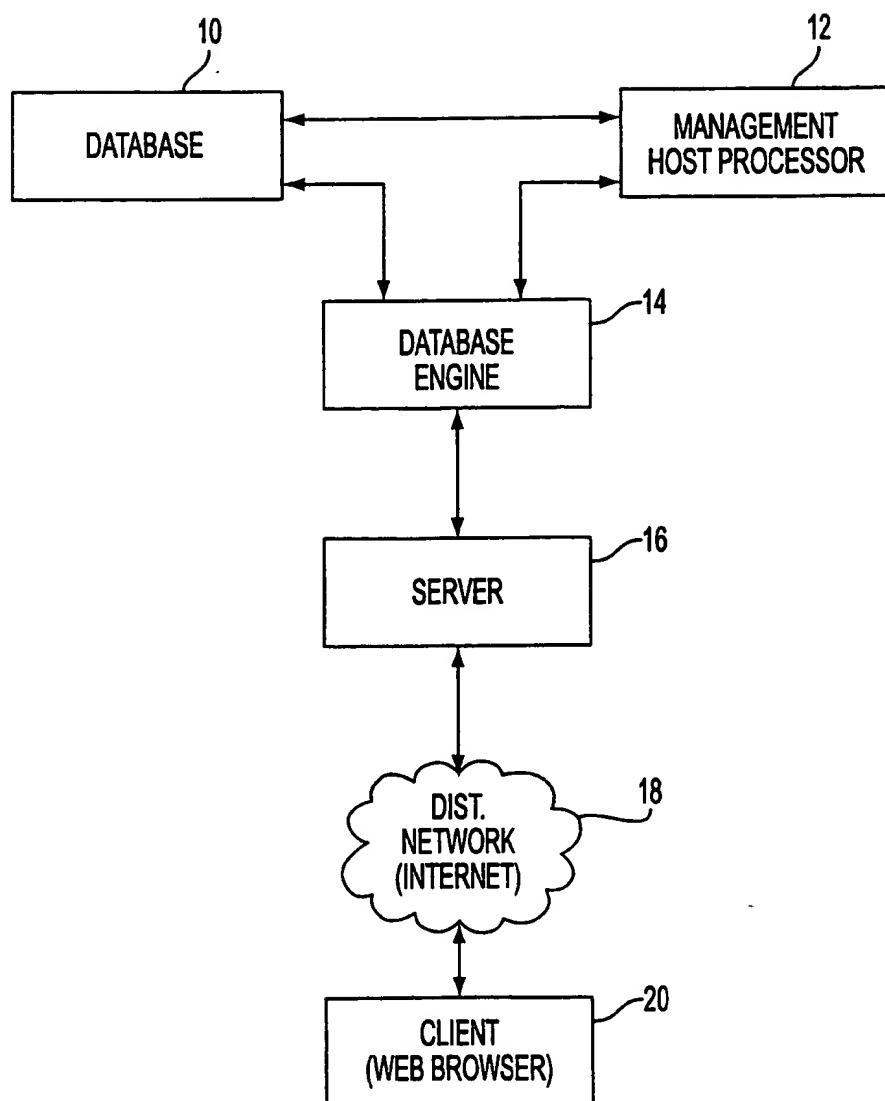 10
12
DATABASE
MANAGEMENT
HOST PROCESSOR
14
DATABASE
ENGINE
16
SERVER
18
DIST.
NETWORK
(INTERNET)
20
CLIENT
(WEB BROWSER)